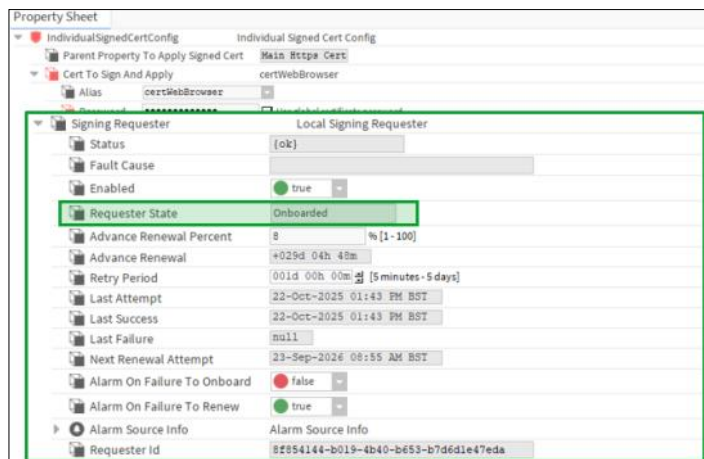 Property Sheet
IndividualSignedCertConfig Individual Signed Cert Config
Parent Property To Apply Signed Cert Main Https Cert
Cert To Sign And Apply certWebBrowser
Alias certWebBrowser
Signing Requester Local Signing Requester
Status {ok}
Fault Cause
Enabled true
Requester State Onboarded
Advance Renewal Percent 8 % [1 - 100]
Advance Renewal +029d 04h 48m
Retry Period 001d 00h 00m [5 minutes - 5 days]
Last Attempt 22-Oct-2025 01:43 PM BST
Last Success 22-Oct-2025 01:43 PM BST
Last Failure null
Next Renewal Attempt 23-Sep-2026 08:55 AM BST
Alarm On Failure To Onboard false
Alarm On Failure To Renew true
Alarm Source Info Alarm Source Info
Requester Id 8f854144-b019-4b40-b653-b7d6d1e47eda